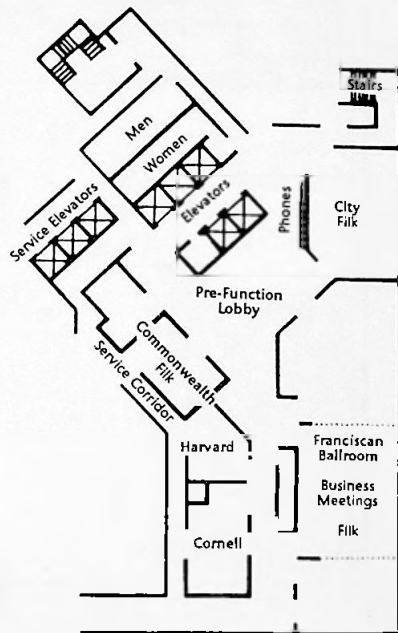 Stairs
Men
Women
Elevators
Service Elevators
Phones
City
Filk
Pre-Function
Lobby
Commonwealth
Filk
Service Corridor
Harvard
Franciscan
Ballroom
Business
Meetings
Filk
Cornell